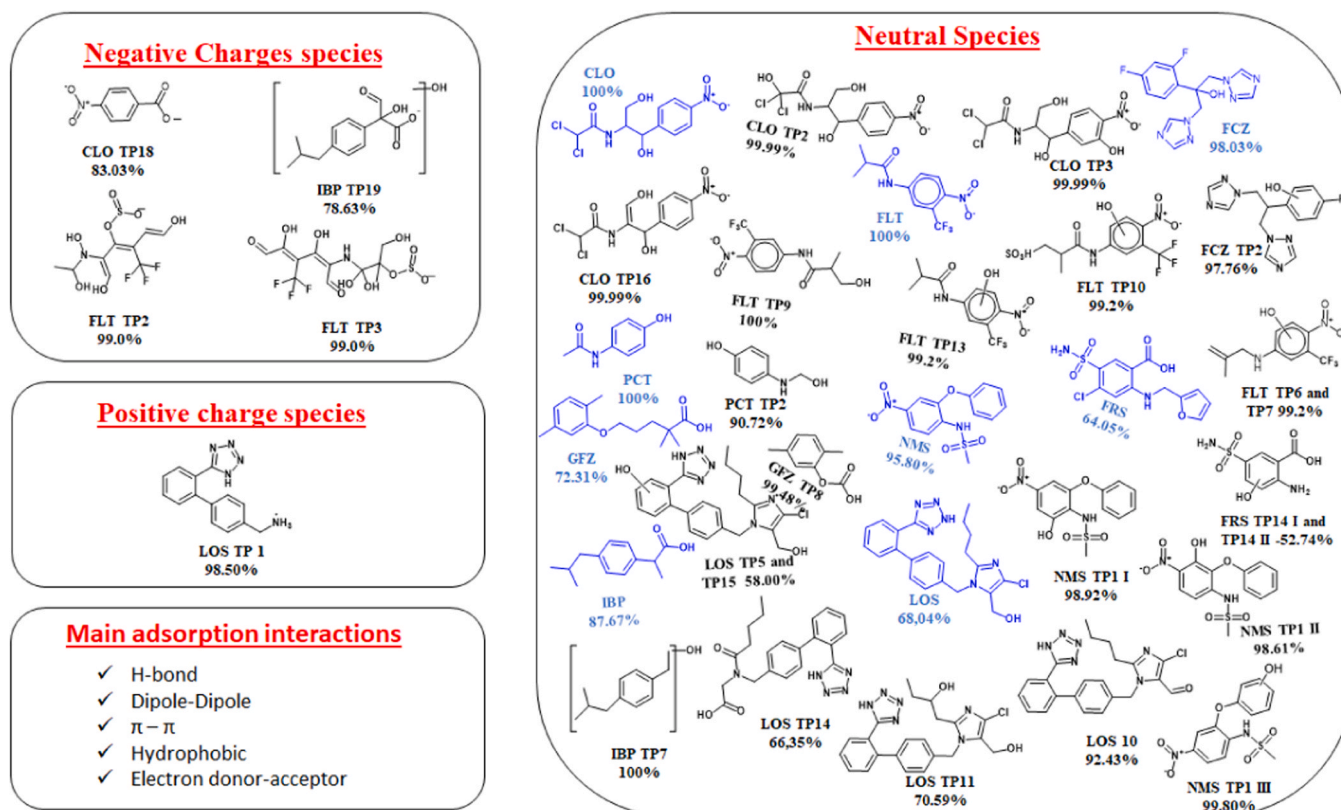 Negative Charges species
CLO TP18
83.03%
IBP TP19
78.63%
FLT TP2
99.0%
FLT TP3
99.0%
Positive charge species
LOS TP 1
98.50%
Main adsorption interactions
✓ H-bond
✓ Dipole-Dipole
✓ π – π
✓ Hydrophobic
✓ Electron donor-acceptor
Neutral Species
CLO
100%
CLO TP2
99.99%
CLO TP3
99.99%
FCZ
98.03%
FLT
100%
CLO TP16
99.99%
FLT TP9
100%
FLT TP13
99.2%
FLT TP10
99.2%
FCZ TP2
97.76%
PCT
100%
PCT TP2
90.72%
NMS
95.80%
FRS
64.05%
FLT TP6 and
TP7 99.2%
GFZ
72.31%
GFZ TP8
99.48%
LOS TP5 and
TP15 58.00%
LOS
68,04%
NMS TP1 I
98.92%
FRS TP14 I and
TP14 II -52.74%
IBP
87.67%
NMS TP1 II
98.61%
IBP TP7
100%
LOS TP14
66,35%
LOS TP11
70.59%
LOS 10
92.43%
NMS TP1 III
99.80%